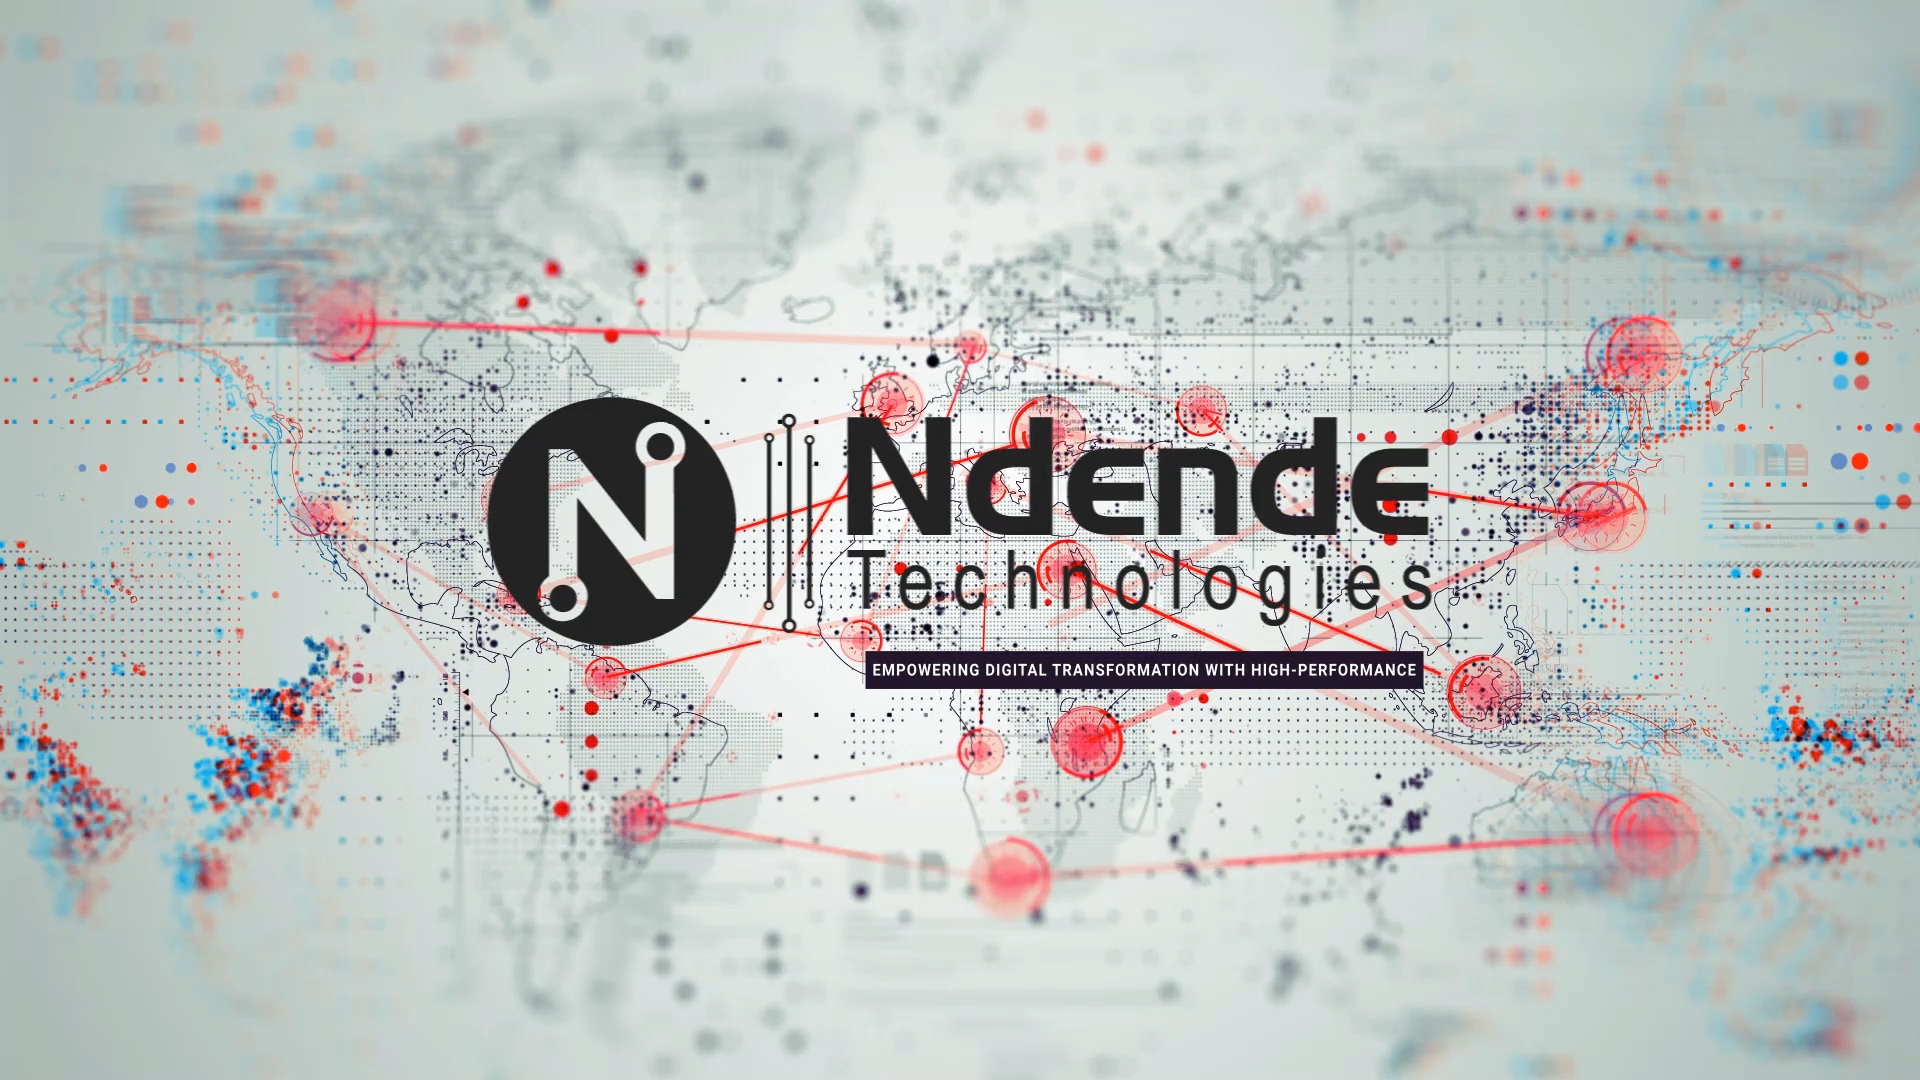 N
Ndende
Technologies
EMPOWERING DIGITAL TRANSFORMATION WITH HIGH-PERFORMANCE